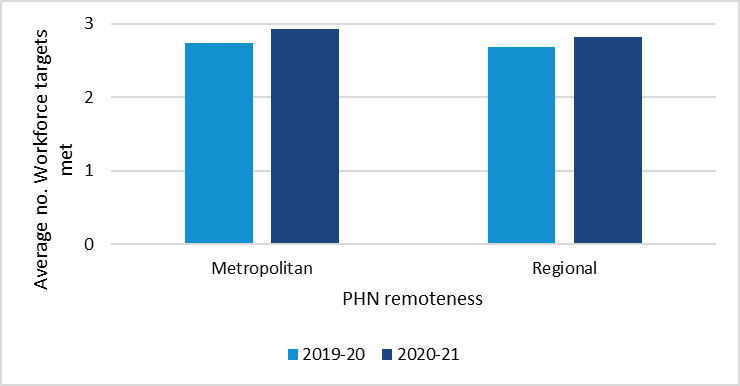 Average no. Workforce targets
met
3
2
1
0
Metropolitan
Regional
PHN remoteness
2019-20
2020-21